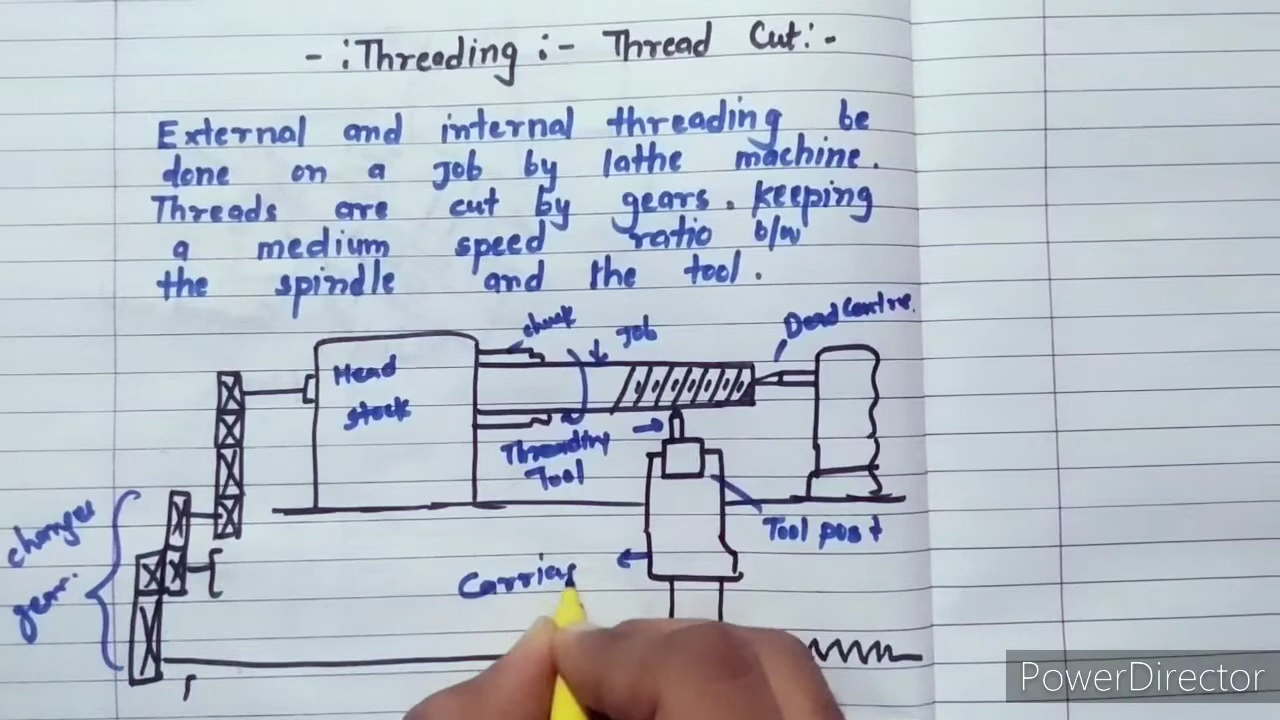 -:Threading:- Thread Cut:-
External and internal threading be
done on a Job by lathe machine.
Threads are cut by gears. keeping
a medium speed ratio b/w
the spindle and the tool.
chuck
Job
Dead Centre.
Head
stock
Threading
Tool
Tool post
Carriag
changer
gear.
PowerDirector